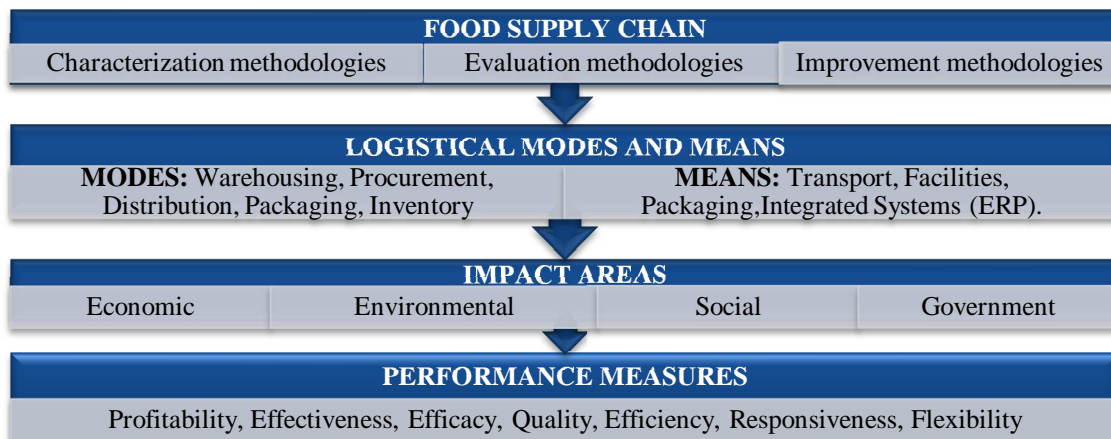 FOOD SUPPLY CHAIN
Characterization methodologies
Evaluation methodologies
Improvement methodologies
LOGISTICAL MODES AND MEANS
MODES: Warehousing, Procurement,
Distribution, Packaging, Inventory
MEANS: Transport, Facilities,
Packaging,Integrated Systems (ERP).
IMPACT AREAS
Economic
Environmental
Social
Government
PERFORMANCE MEASURES
Profitability, Effectiveness, Efficacy, Quality, Efficiency, Responsiveness, Flexibility